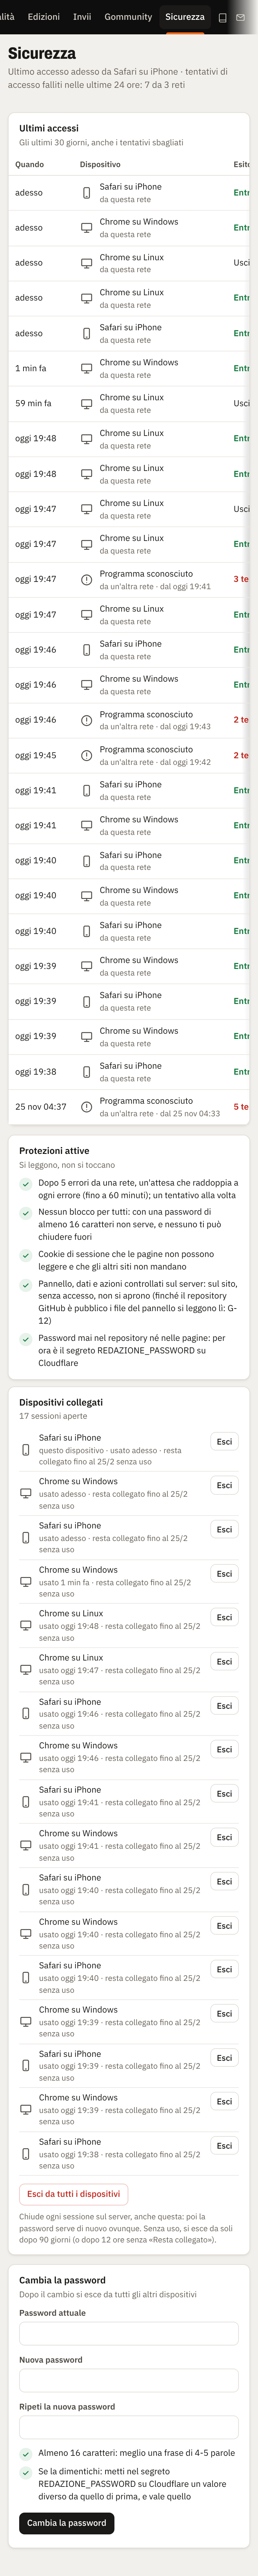 lità Edizioni Invii Gommunity Sicurezza
Sicurezza
Ultimo accesso adesso da Safari su iPhone · tentativi di
accesso falliti nelle ultime 24 ore: 7 da 3 reti
Ultimi accessi
Gli ultimi 30 giorni, anche i tentativi sbagliati
Quando Dispositivo Esito
adesso Safari su iPhone Entr
da questa rete
adesso Chrome su Windows Entr
da questa rete
adesso Chrome su Linux Usci
da questa rete
adesso Chrome su Linux Entr
da questa rete
adesso Safari su iPhone Entr
da questa rete
1 min fa Chrome su Windows Entr
da questa rete
59 min fa Chrome su Linux Usci
da questa rete
oggi 19:48 Chrome su Linux Entr
da questa rete
oggi 19:48 Chrome su Linux Entr
da questa rete
oggi 19:47 Chrome su Linux Usci
da questa rete
oggi 19:47 Chrome su Linux Entr
da questa rete
oggi 19:47 Programma sconosciuto 3 te
da un'altra rete · dal oggi 19:41
oggi 19:47 Chrome su Linux Entr
da questa rete
oggi 19:46 Safari su iPhone Entr
da questa rete
oggi 19:46 Chrome su Windows Entr
da questa rete
oggi 19:46 Programma sconosciuto 2 te
da un'altra rete · dal oggi 19:43
oggi 19:45 Programma sconosciuto 2 te
da un'altra rete · dal oggi 19:42
oggi 19:41 Safari su iPhone Entr
da questa rete
oggi 19:41 Chrome su Windows Entr
da questa rete
oggi 19:40 Safari su iPhone Entr
da questa rete
oggi 19:40 Chrome su Windows Entr
da questa rete
oggi 19:40 Safari su iPhone Entr
da questa rete
oggi 19:39 Chrome su Windows Entr
da questa rete
oggi 19:39 Safari su iPhone Entr
da questa rete
oggi 19:39 Chrome su Windows Entr
da questa rete
oggi 19:38 Safari su iPhone Entr
da questa rete
25 nov 04:37 Programma sconosciuto 5 te
da un'altra rete · dal 25 nov 04:33
Protezioni attive
Si leggono, non si toccano
Dopo 5 errori da una rete, un'attesa che raddoppia a
ogni errore (fino a 60 minuti); un tentativo alla volta
Nessun blocco per tutti: con una password di
almeno 16 caratteri non serve, e nessuno ti può
chiudere fuori
Cookie di sessione che le pagine non possono
leggere e che gli altri siti non mandano
Pannello, dati e azioni controllati sul server: sul sito,
senza accesso, non si aprono (finché il repository
GitHub è pubblico i file del pannello si leggono lì: G-
12)
Password mai nel repository né nelle pagine: per
ora è il segreto REDAZIONE_PASSWORD su
Cloudflare
Dispositivi collegati
17 sessioni aperte
Safari su iPhone Esci
questo dispositivo · usato adesso · resta
collegato fino al 25/2 senza uso
Chrome su Windows Esci
usato adesso · resta collegato fino al 25/2
senza uso
Safari su iPhone Esci
usato adesso · resta collegato fino al 25/2
senza uso
Chrome su Windows Esci
usato 1 min fa · resta collegato fino al 25/2
senza uso
Chrome su Linux Esci
usato oggi 19:48 · resta collegato fino al 25/2
senza uso
Chrome su Linux Esci
usato oggi 19:47 · resta collegato fino al 25/2
senza uso
Safari su iPhone Esci
usato oggi 19:46 · resta collegato fino al 25/2
senza uso
Chrome su Windows Esci
usato oggi 19:46 · resta collegato fino al 25/2
senza uso
Safari su iPhone Esci
usato oggi 19:41 · resta collegato fino al 25/2
senza uso
Chrome su Windows Esci
usato oggi 19:41 · resta collegato fino al 25/2
senza uso
Safari su iPhone Esci
usato oggi 19:40 · resta collegato fino al 25/2
senza uso
Chrome su Windows Esci
usato oggi 19:40 · resta collegato fino al 25/2
senza uso
Safari su iPhone Esci
usato oggi 19:40 · resta collegato fino al 25/2
senza uso
Chrome su Windows Esci
usato oggi 19:39 · resta collegato fino al 25/2
senza uso
Safari su iPhone Esci
usato oggi 19:39 · resta collegato fino al 25/2
senza uso
Chrome su Windows Esci
usato oggi 19:39 · resta collegato fino al 25/2
senza uso
Safari su iPhone Esci
usato oggi 19:38 · resta collegato fino al 25/2
senza uso
Esci da tutti i dispositivi
Chiude ogni sessione sul server, anche questa: poi la
password serve di nuovo ovunque. Senza uso, si esce da soli
dopo 90 giorni (o dopo 12 ore senza «Resta collegato»).
Cambia la password
Dopo il cambio si esce da tutti gli altri dispositivi
Password attuale
Nuova password
Ripeti la nuova password
Almeno 16 caratteri: meglio una frase di 4-5 parole
Se la dimentichi: metti nel segreto
REDAZIONE_PASSWORD su Cloudflare un valore
diverso da quello di prima, e vale quello
Cambia la password